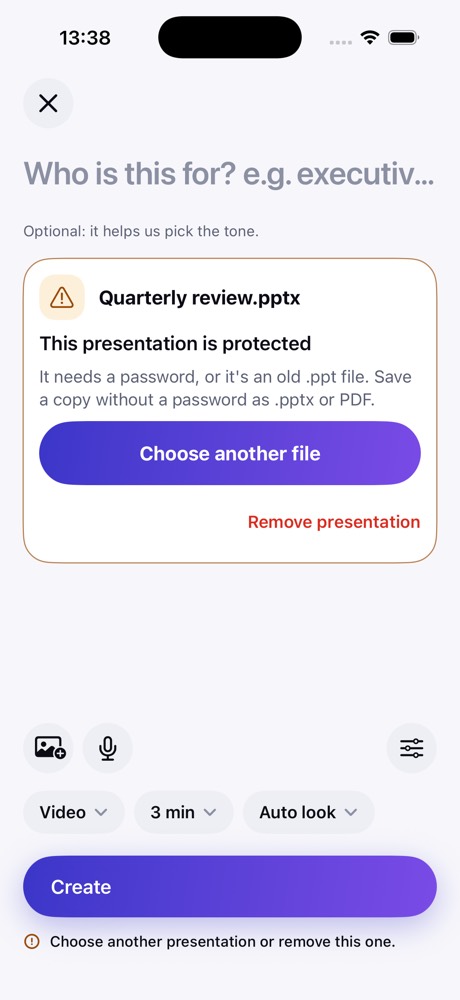 13:38
Who is this for? e.g. executiv...
Optional: it helps us pick the tone.
Quarterly review.pptx
This presentation is protected
It needs a password, or it's an old .ppt file. Save
a copy without a password as .pptx or PDF.
Choose another file
Remove presentation
Video
3 min
Auto look
Create
Choose another presentation or remove this one.